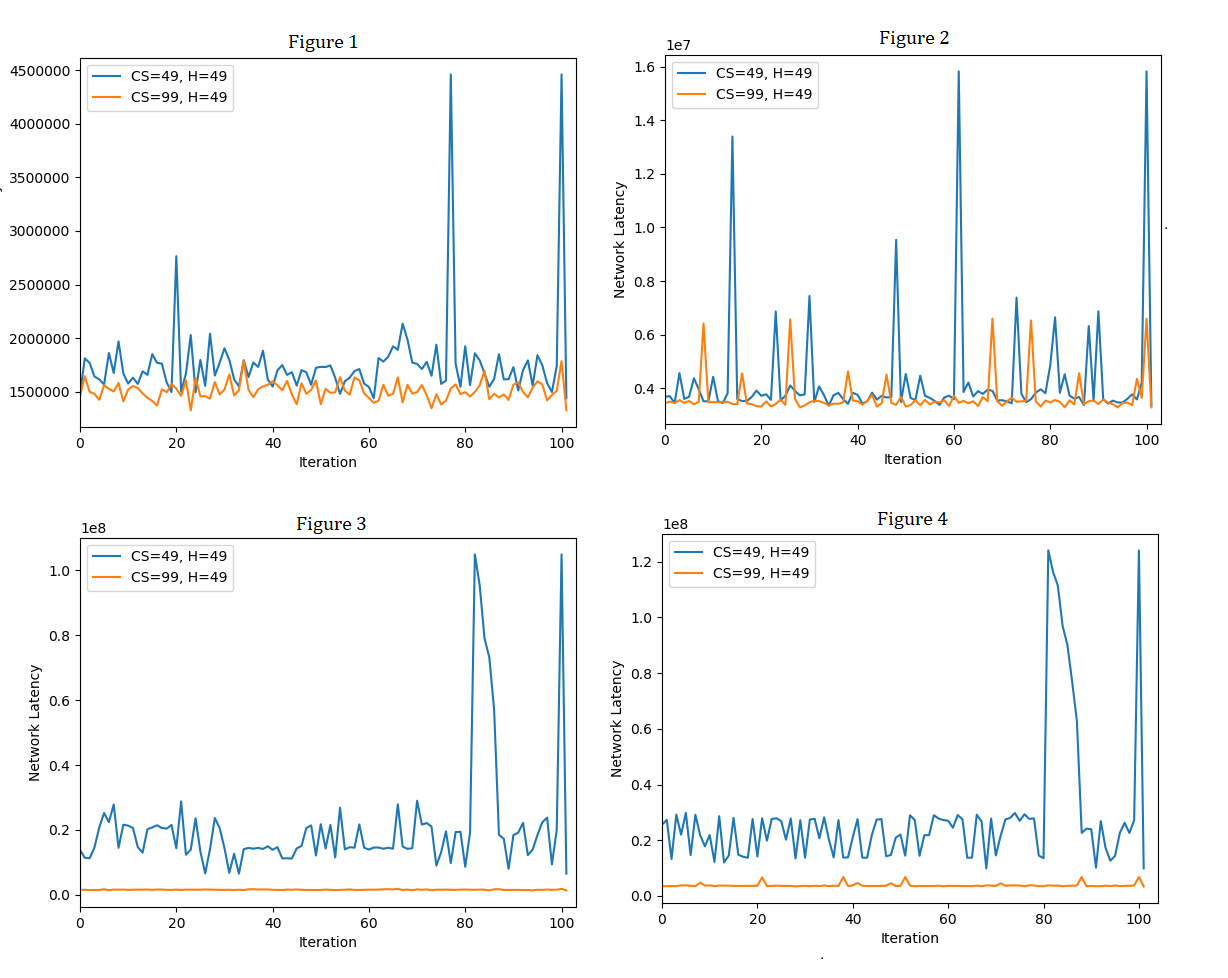 Figure 1
4500000
4000000
3500000
3000000
2500000
2000000
1500000
CS=49, H=49
CS=99, H=49
0 20 40 60 80 100
Iteration
Figure 2
1e7
Network Latency
1.6
1.4
1.2
1.0
0.8
0.6
0.4
CS=49, H=49
CS=99, H=49
0 20 40 60 80 100
Iteration
Figure 3
1e8
Network Latency
1.0
0.8
0.6
0.4
0.2
0.0
CS=49, H=49
CS=99, H=49
0 20 40 60 80 100
Iteration
Figure 4
1e8
Network Latency
1.2
1.0
0.8
0.6
0.4
0.2
0.0
CS=49, H=49
CS=99, H=49
0 20 40 60 80 100
Iteration